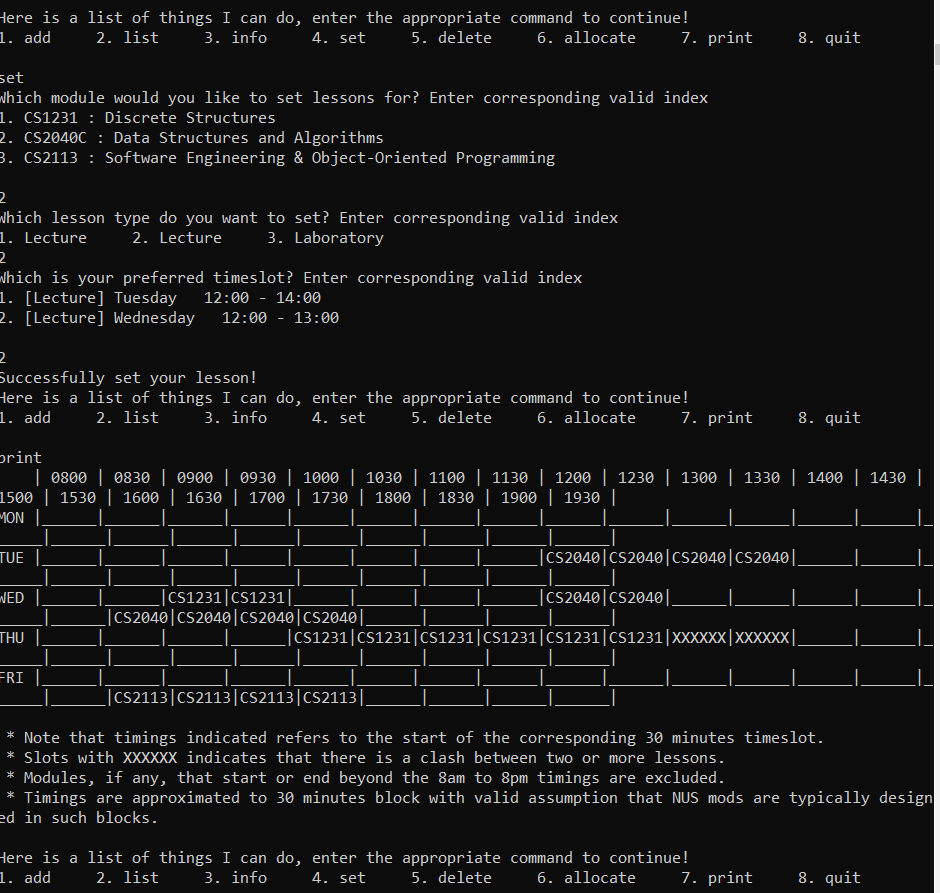 Here is a list of things I can do, enter the appropriate command to continue!
1. add     2. list     3. info     4. set     5. delete     6. allocate     7. print     8. quit
set
Which module would you like to set lessons for? Enter corresponding valid index
1. CS1231 : Discrete Structures
2. CS2040C : Data Structures and Algorithms
3. CS2113 : Software Engineering & Object-Oriented Programming
2
Which lesson type do you want to set? Enter corresponding valid index
1. Lecture     2. Lecture     3. Laboratory
2
Which is your preferred timeslot? Enter corresponding valid index
1. [Lecture] Tuesday   12:00 - 14:00
2. [Lecture] Wednesday   12:00 - 13:00
2
Successfully set your lesson!
Here is a list of things I can do, enter the appropriate command to continue!
1. add     2. list     3. info     4. set     5. delete     6. allocate     7. print     8. quit
print
    | 0800 | 0830 | 0900 | 0930 | 1000 | 1030 | 1100 | 1130 | 1200 | 1230 | 1300 | 1330 | 1400 | 1430 |
1500 | 1530 | 1600 | 1630 | 1700 | 1730 | 1800 | 1830 | 1900 | 1930 |
MON |______|______|______|______|______|______|______|______|______|______|______|______|______|______|_
_____|______|______|______|______|______|______|______|______|______|
TUE |______|______|______|______|______|______|______|______|CS2040|CS2040|CS2040|CS2040|______|______|_
_____|______|______|______|______|______|______|______|______|______|
WED |______|______|CS1231|CS1231|______|______|______|______|CS2040|CS2040|______|______|______|______|_
_____|______|CS2040|CS2040|CS2040|CS2040|______|______|______|______|
THU |______|______|______|______|CS1231|CS1231|CS1231|CS1231|CS1231|CS1231|XXXXXX|XXXXXX|______|______|_
_____|______|______|______|______|______|______|______|______|______|
FRI |______|______|______|______|______|______|______|______|______|______|______|______|______|______|_
_____|______|CS2113|CS2113|CS2113|CS2113|______|______|______|______|
* Note that timings indicated refers to the start of the corresponding 30 minutes timeslot.
* Slots with XXXXXX indicates that there is a clash between two or more lessons.
* Modules, if any, that start or end beyond the 8am to 8pm timings are excluded.
* Timings are approximated to 30 minutes block with valid assumption that NUS mods are typically design
ed in such blocks.
Here is a list of things I can do, enter the appropriate command to continue!
1. add     2. list     3. info     4. set     5. delete     6. allocate     7. print     8. quit